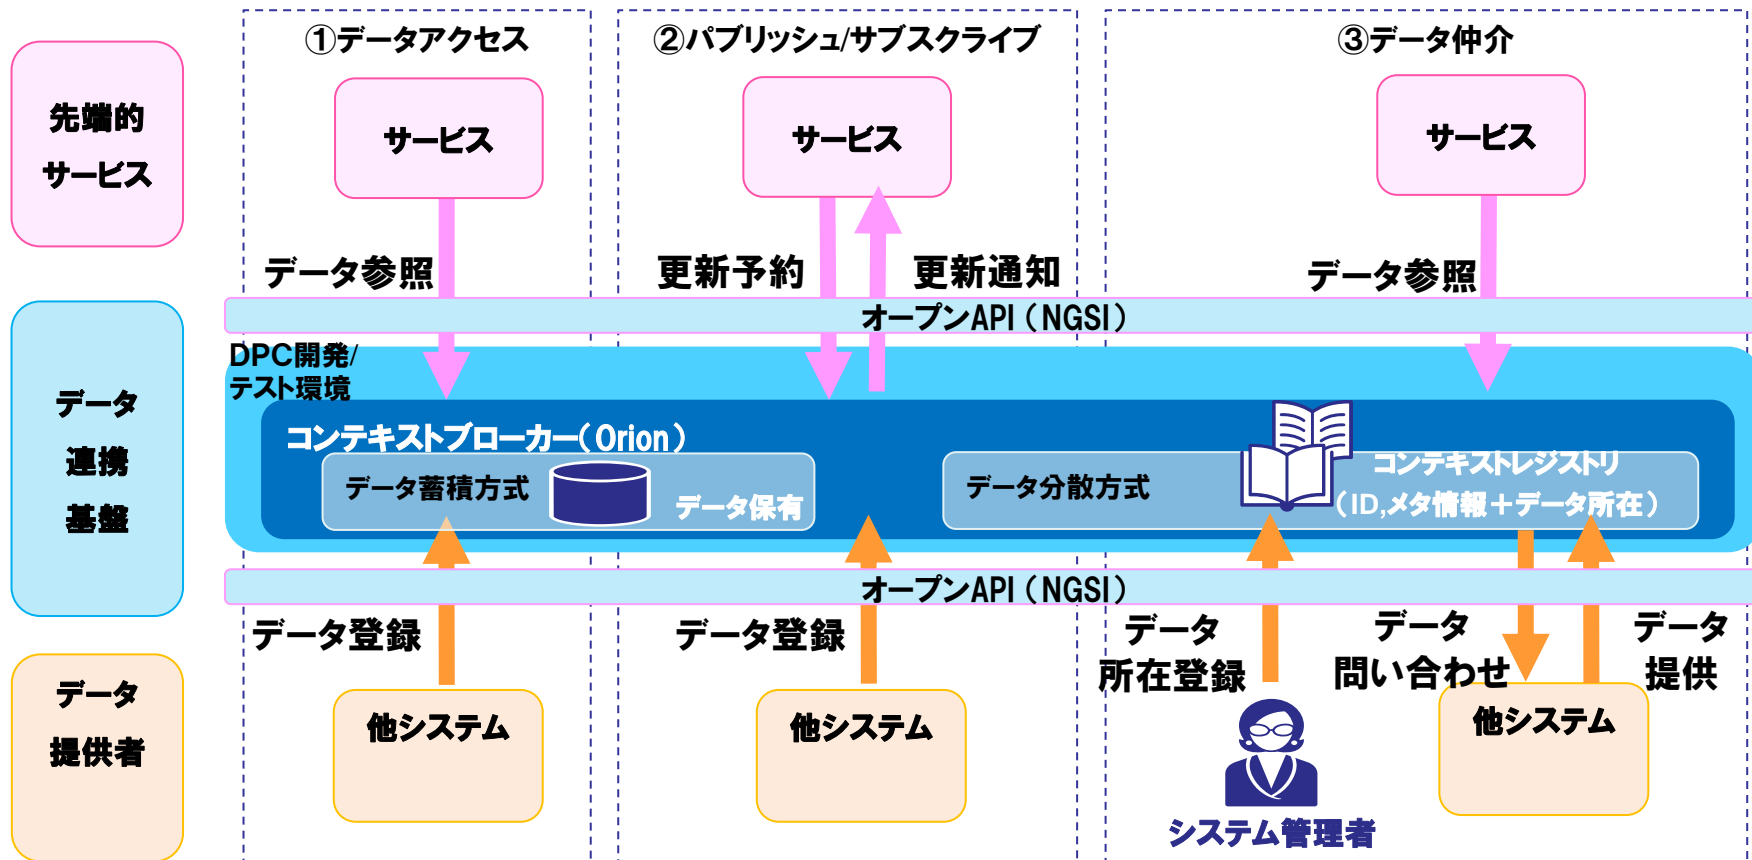 ①データアクセス
②パブリッシュ/サブスクライブ
③データ仲介
先端的
サービス
サービス
サービス
サービス
データ参照
更新予約
更新通知
データ参照
オープンAPI（NGSI）
DPC開発/
テスト環境
データ
連携
基盤
コンテキストブローカー（Orion）
データ蓄積方式
データ保有
データ分散方式
コンテキストレジストリ
（ID,メタ情報＋データ所在）
オープンAPI（NGSI）
データ登録
データ登録
データ
所在登録
データ
問い合わせ
データ
提供
データ
提供者
他システム
他システム
他システム
システム管理者